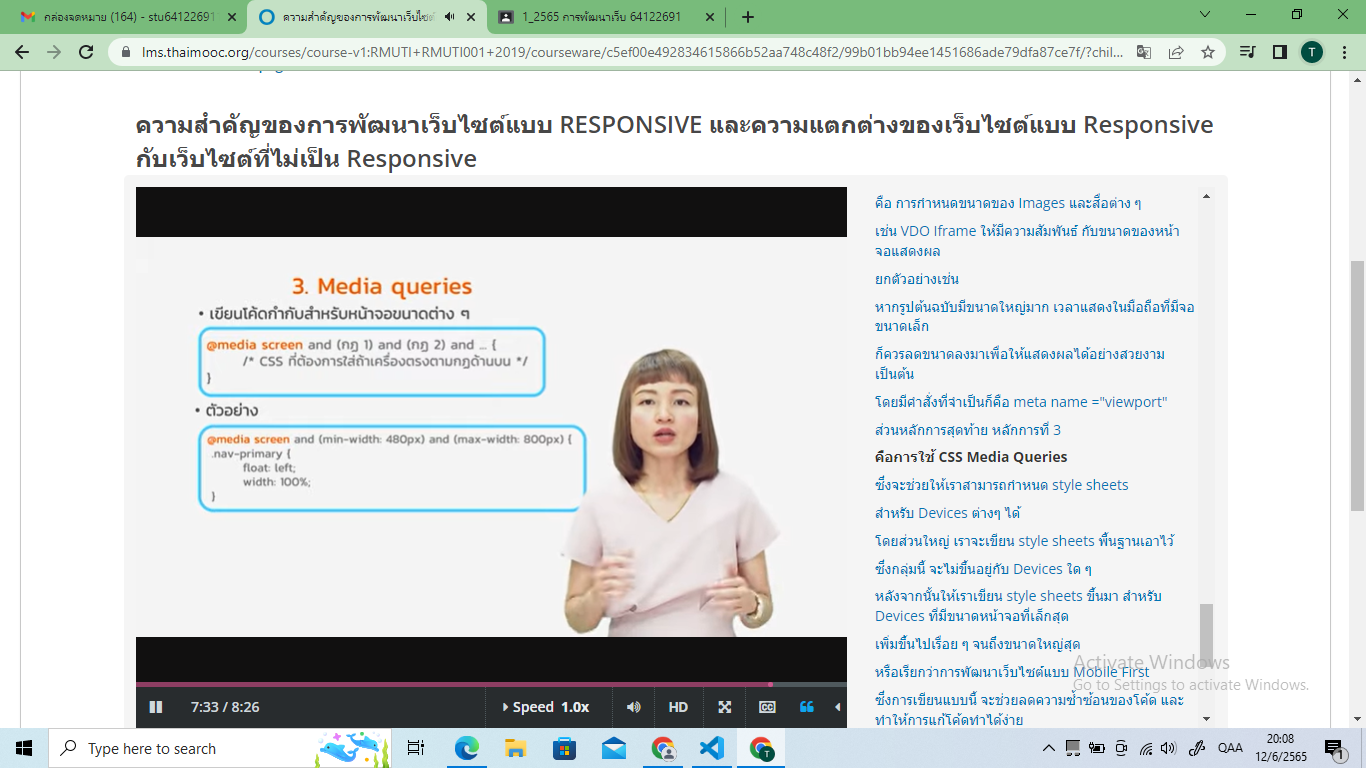 กล่องจดหมาย (164) - stu64122691
ความสำคัญของการพัฒนาเว็บไซต์
1_2565 การพัฒนาเว็บ 64122691
lms.thaimooc.org/courses/course-v1:RMUTI+RMUTI001+2019/courseware/c5ef00e492834615866b52aa748c48f2/99b01bb94ee1451686ade79dfa87ce7f/?chil...
T
ความสำคัญของการพัฒนาเว็บไซต์แบบ RESPONSIVE และความแตกต่างของเว็บไซต์แบบ Responsive
กับเว็บไซต์ที่ไม่เป็น Responsive
3. Media queries
• เขียนโค้ดกำกับสำหรับหน้าจอขนาดต่าง ๆ
@media screen and (กฎ 1) and (กฎ 2) and ... {
/* CSS ที่ต้องการใส่ถ้าเครื่องตรงตามกฎด้านบน */
}
• ตัวอย่าง
@media screen and (min-width: 480px) and (max-width: 800px) {
.nav-primary {
float: left;
width: 100%;
}
คือ การกำหนดขนาดของ Images และสื่อต่าง ๆ
เช่น VDO Iframe ให้มีความสัมพันธ์ กับขนาดของหน้า
จอแสดงผล
ยกตัวอย่างเช่น
หากรูปต้นฉบับมีขนาดใหญ่มาก เวลาแสดงในมือถือที่มีจอ
ขนาดเล็ก
ก็ควรลดขนาดลงมาเพื่อให้แสดงผลได้อย่างสวยงาม
เป็นต้น
โดยมีคำสั่งที่จำเป็นก็คือ meta name ="viewport"
ส่วนหลักการสุดท้าย หลักการที่ 3
คือการใช้ CSS Media Queries
ซึ่งจะช่วยให้เราสามารถกำหนด style sheets
สำหรับ Devices ต่างๆ ได้
โดยส่วนใหญ่ เราจะเขียน style sheets พื้นฐานเอาไว้
ซึ่งกลุ่มนี้ จะไม่ขึ้นอยู่กับ Devices ใด ๆ
หลังจากนั้นให้เราเขียน style sheets ขึ้นมา สำหรับ
Devices ที่มีขนาดหน้าจอที่เล็กสุด
เพิ่มขึ้นไปเรื่อย ๆ จนถึงขนาดใหญ่สุด
หรือเรียกว่าการพัฒนาเว็บไซต์แบบ Mobile First
ซึ่งการเขียนแบบนี้ จะช่วยลดความซ้ำซ้อนของโค้ด และ
ทำให้การแก้โค้ดทำได้ง่าย
Activate Windows
Go to Settings to activate Windows.
7:33 / 8:26
Speed 1.0x
HD
CC
Type here to search
T
QAA
20:08
12/6/2565
1